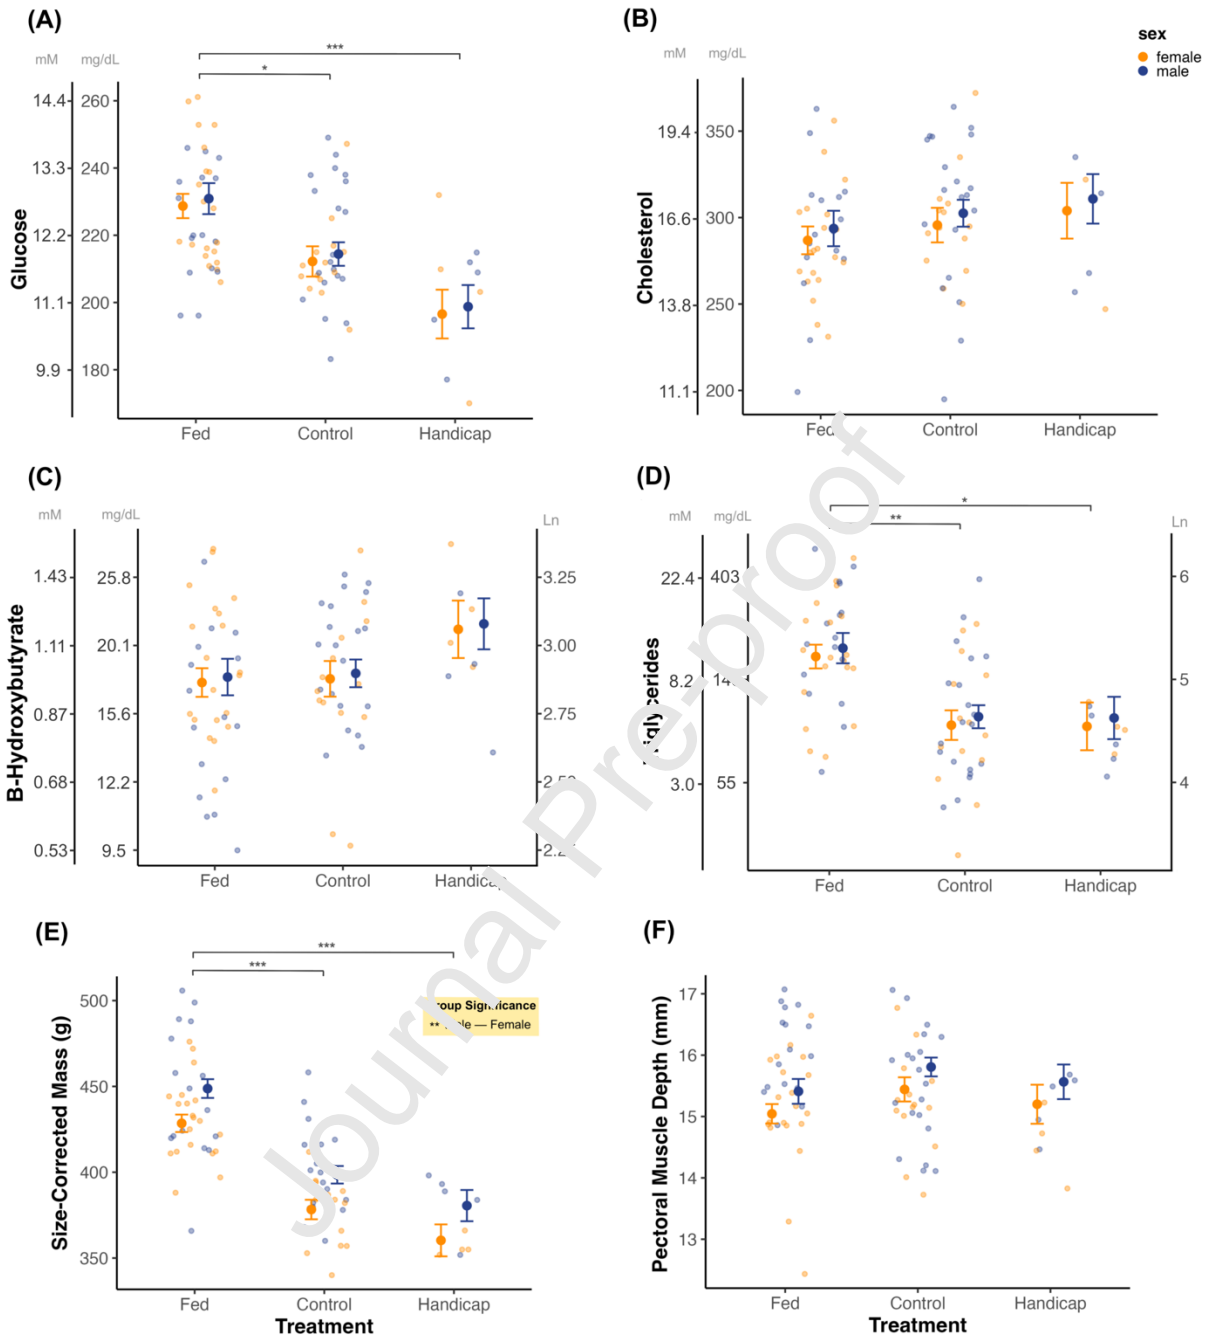 (A)
mM mg/dL
***
*
14.4 260
13.3 240
12.2 220
11.1 200
9.9 180
Glucose
Fed Control Handicap
(B)
mM mg/dL
sex
female
male
19.4 350
16.6 300
13.8 250
11.1 200
Cholesterol
Fed Control Handicap
(C)
mM mg/dL Ln
1.43 25.8 3.25
1.11 20.1 3.00
0.87 15.6 2.75
0.68 12.2
0.53 9.5
B-Hydroxybutyrate
Fed Control Handicap
(D)
mM mg/dL Ln
*
**
22.4 403 6
8.2 5
3.0 55 4
Fed Control Handicap
(E)
***
***
500
450
400
350
Size-Corrected Mass (g)
Group Significance
** Male — Female
Fed Control Handicap
Treatment
(F)
17
16
15
14
13
Pectoral Muscle Depth (mm)
Fed Control Handicap
Treatment
Journal Pre-proof